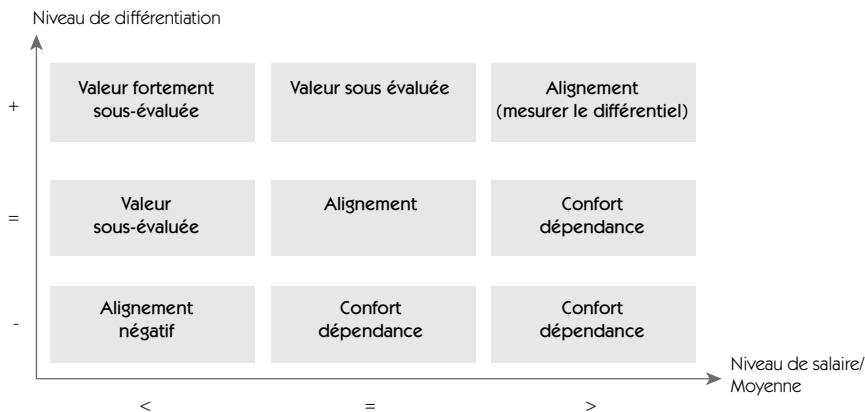 Niveau de différentiation
+
Valeur fortement
sous-évaluée
Valeur sous évaluée
Alignement
(mesurer le différentiel)
=
Valeur
sous-évaluée
Alignement
Confort
dépendance
-
Alignement
négatif
Confort
dépendance
Confort
dépendance
Niveau de salaire/
Moyenne
<
=
>